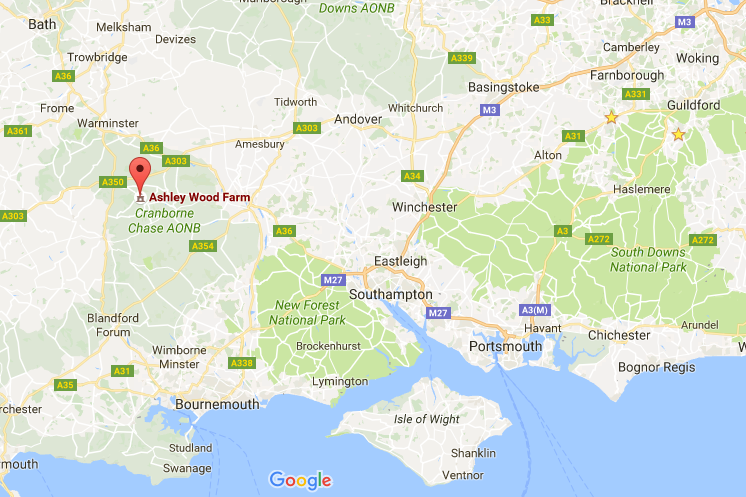 Downs AONB
Bath
Melksham
Devizes
Trowbridge
A36
Frome
Warminster
A361
Tidworth
Andover
Whitchurch
A303
Amesbury
A36
A303
A350
Ashley Wood Farm
Cranborne
Chase AONB
A303
A354
A36
A339
A33
Camberley
M3
Woking
Farnborough
Basingstoke
A331
M3
Guildford
A31
Alton
A34
Haslemere
Winchester
A3
A272
A272
South Downs
National Park
Eastleigh
M27
Southampton
New Forest
National Park
M27
A3(M)
Havant
Chichester
Arundel
Portsmouth
Bognor Regis
Blandford
Forum
Brockenhurst
Wimborne
Minster
A338
A31
A35
Lymington
Bournemouth
Isle of Wight
Studland
Swanage
Shanklin
Ventnor
Google